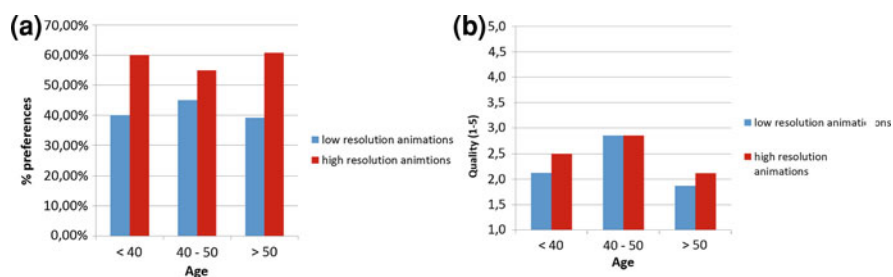 (a)
70,00%
60,00%
50,00%
40,00%
30,00%
20,00%
10,00%
0,00%
% preferences
< 40
40 - 50
> 50
Age
low resolution animations
high resolution animtions
(b)
5,0
4,5
4,0
3,5
3,0
2,5
2,0
1,5
1,0
Quality (1-5)
< 40
40 - 50
> 50
Age
low resolution animations
high resolution
animations